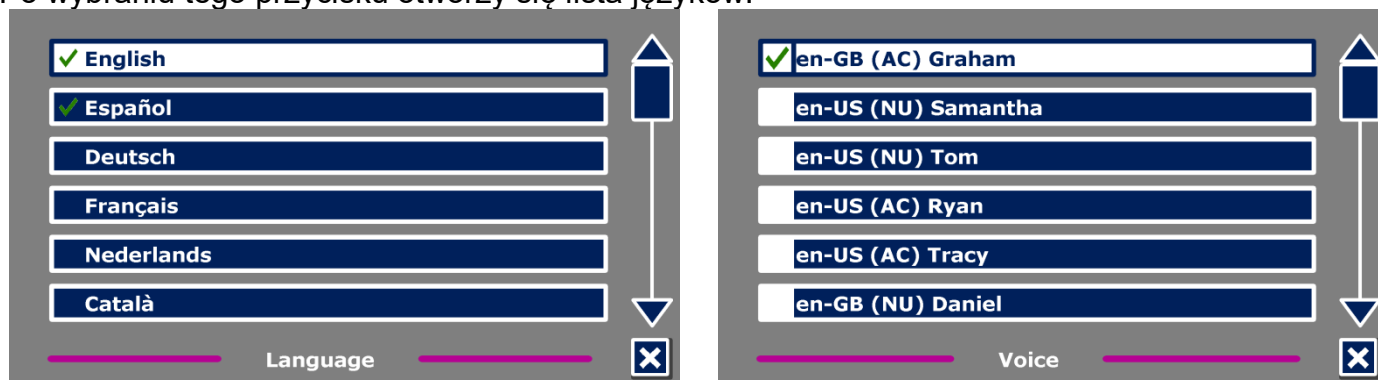 Po wybraniu tego przycisku otworzy się lista języków.
English
Español
Deutsch
Français
Nederlands
Català
Language
en-GB (AC) Graham
en-US (NU) Samantha
en-US (NU) Tom
en-US (AC) Ryan
en-US (AC) Tracy
en-GB (NU) Daniel
Voice